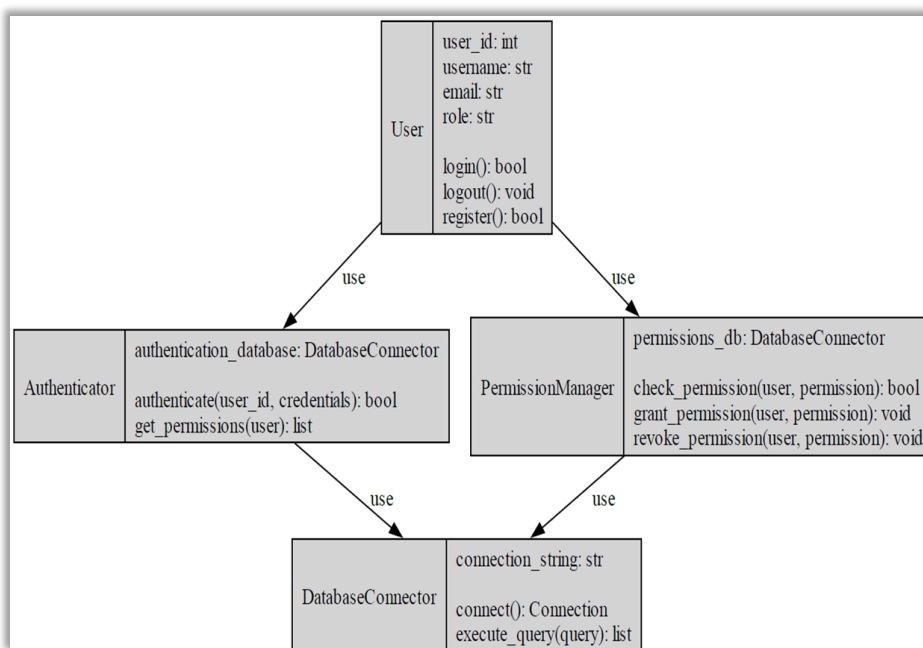 User
user_id: int
username: str
email: str
role: str
login(): bool
logout(): void
register(): bool
use
use
Authenticator
authentication_database: DatabaseConnector
authenticate(user_id, credentials): bool
get_permissions(user): list
PermissionManager
permissions_db: DatabaseConnector
check_permission(user, permission): bool
grant_permission(user, permission): void
revoke_permission(user, permission): void
use
use
DatabaseConnector
connection_string: str
connect(): Connection
execute_query(query): list